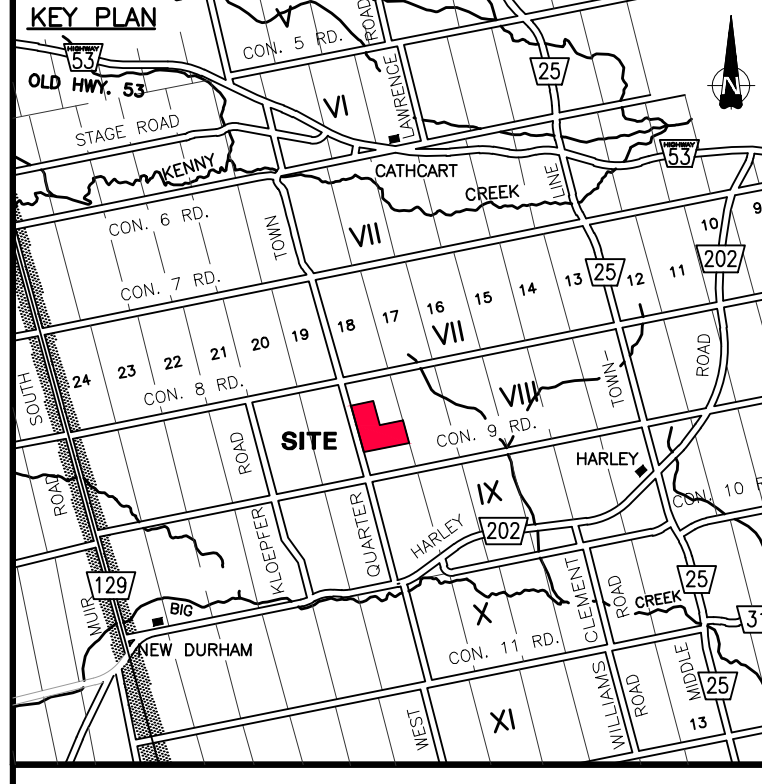 KEY PLAN
V
CON. 5 RD.
ROAD
HIGHWAY
53
OLD HWY. 53
25
N
VI
LAWRENCE
STAGE ROAD
HIGHWAY
53
KENNY
CATHCART
CREEK
LINE
CON. 6 RD.
TOWN
VII
10
9
202
CON. 7 RD.
25
24
23
22
21
20
19
18
17
16
15
14
13
12
11
VII
SOUTH
CON. 8 RD.
VIII
TOWN-
ROAD
ROAD
SITE
CON. 9 RD.
HARLEY
ROAD
IX
CON. 10 R
KLOEPFER
QUARTER
HARLEY
202
129
MUIR
BIG
CLEMENT
ROAD
CREEK
25
31
NEW DURHAM
X
CON. 11 RD.
WILLIAMS
ROAD
MIDDLE
25
WEST
XI
13